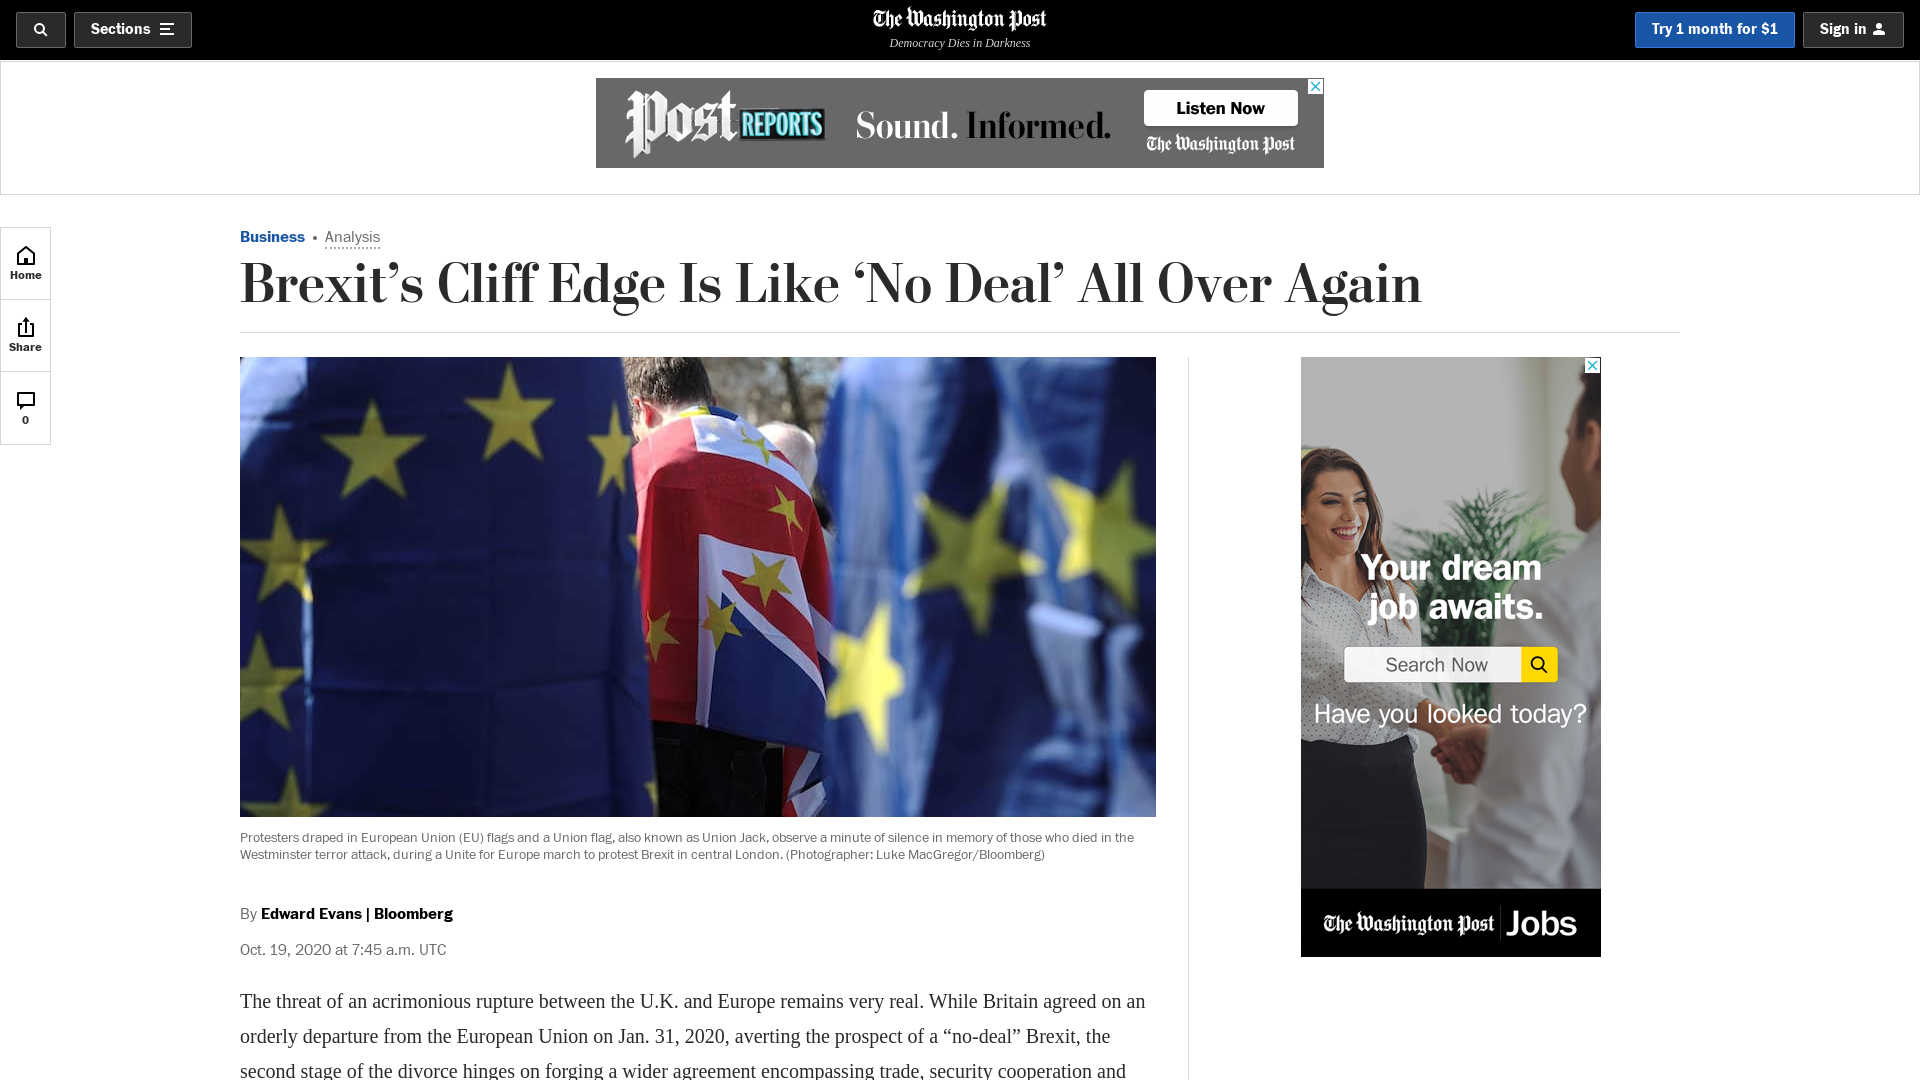 Sections
The Washington Post
Democracy Dies in Darkness
Try 1 month for $1
Sign in
Post REPORTS
Sound. Informed.
Listen Now
The Washington Post
Home
Share
0
Business • Analysis
Brexit’s Cliff Edge Is Like ‘No Deal’ All Over Again
Protesters draped in European Union (EU) flags and a Union flag, also known as Union Jack, observe a minute of silence in memory of those who died in the
Westminster terror attack, during a Unite for Europe march to protest Brexit in central London. (Photographer: Luke MacGregor/Bloomberg)
By Edward Evans | Bloomberg
Oct. 19, 2020 at 7:45 a.m. UTC
The threat of an acrimonious rupture between the U.K. and Europe remains very real. While Britain agreed on an
orderly departure from the European Union on Jan. 31, 2020, averting the prospect of a “no-deal” Brexit, the
second stage of the divorce hinges on forging a wider agreement encompassing trade, security cooperation and
Your dream
job awaits.
Search Now
Have you looked today?
The Washington Post Jobs